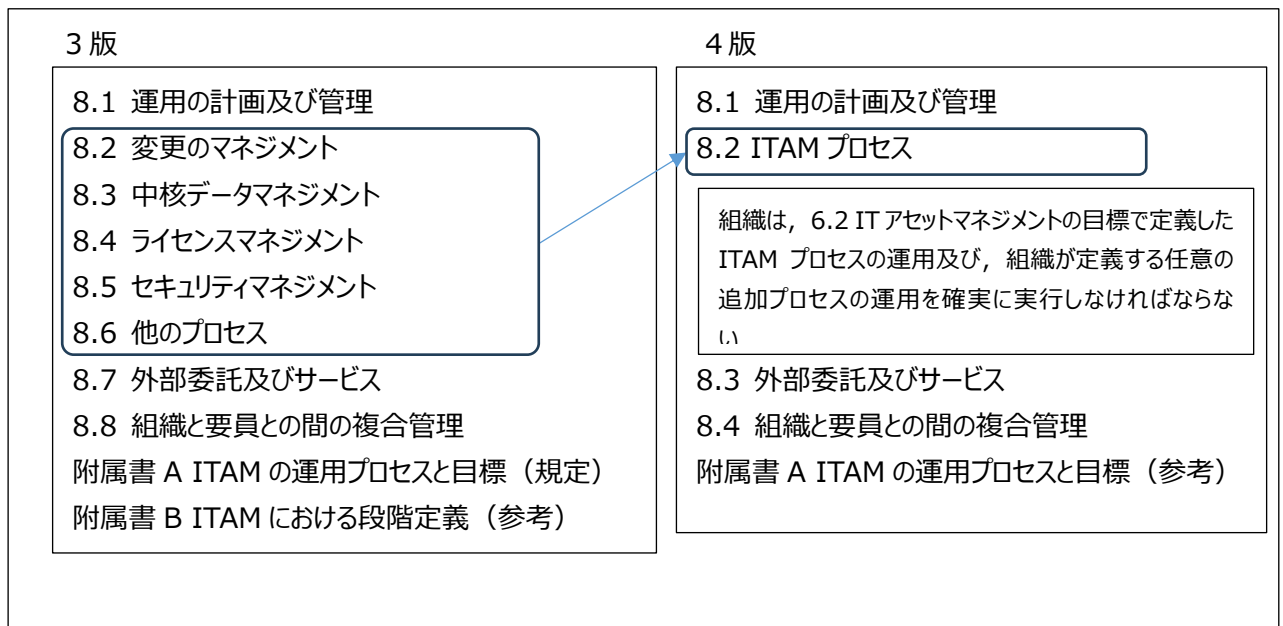 3版
8.1 運用の計画及び管理
8.2 変更のマネジメント
8.3 中核データマネジメント
8.4 ライセンスマネジメント
8.5 セキュリティマネジメント
8.6 他のプロセス
8.7 外部委託及びサービス
8.8 組織と要員との間の複合管理
附属書 A ITAM の運用プロセスと目標（規定）
附属書 B ITAM における段階定義（参考）
4版
8.1 運用の計画及び管理
8.2 ITAM プロセス
組織は，6.2 IT アセットマネジメントの目標で定義した
ITAM プロセスの運用及び，組織が定義する任意の
追加プロセスの運用を確実に実行しなければならな
い
8.3 外部委託及びサービス
8.4 組織と要員との間の複合管理
附属書 A ITAM の運用プロセスと目標（参考）